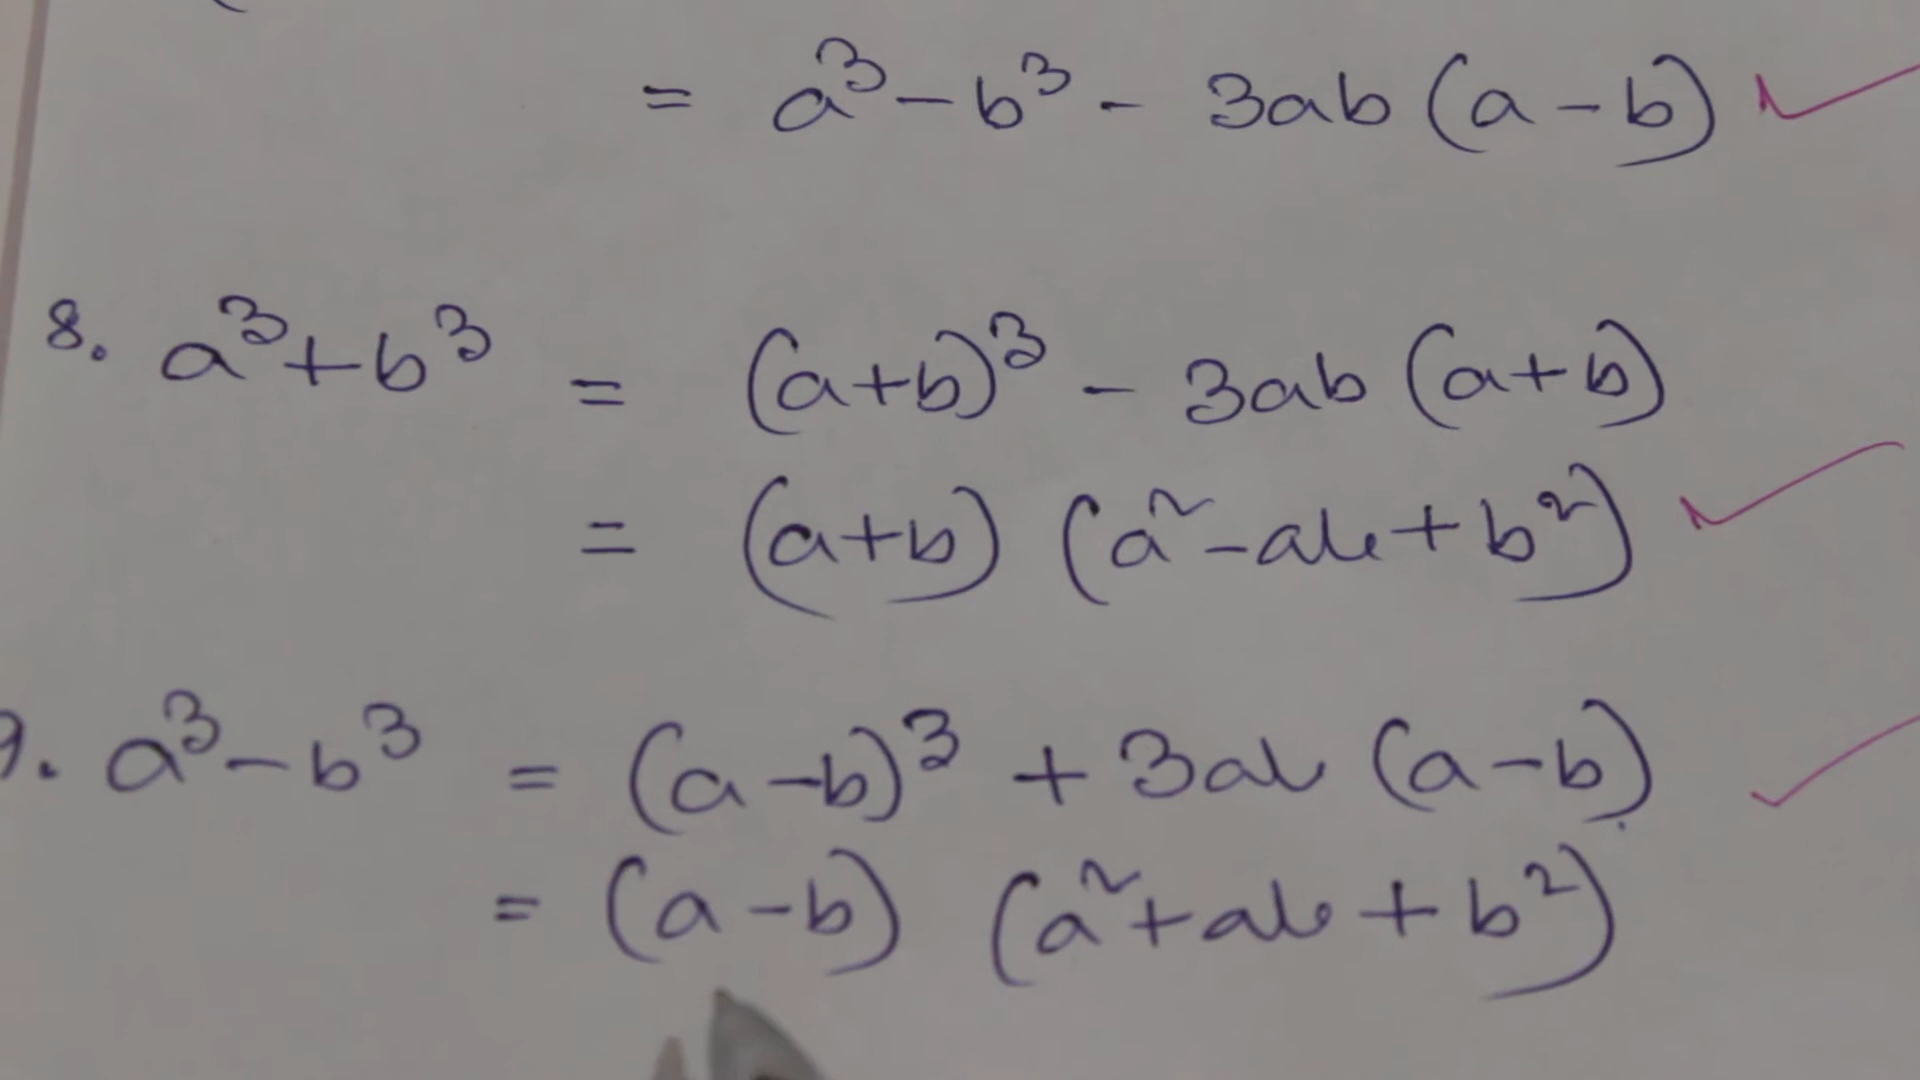 = a³ - b³ - 3ab (a - b)
8. a³ + b³ = (a+b)³ - 3ab (a+b)
= (a+b) (a² - ab + b²)
9. a³ - b³ = (a-b)³ + 3ab (a-b)
= (a-b) (a² + ab + b²)